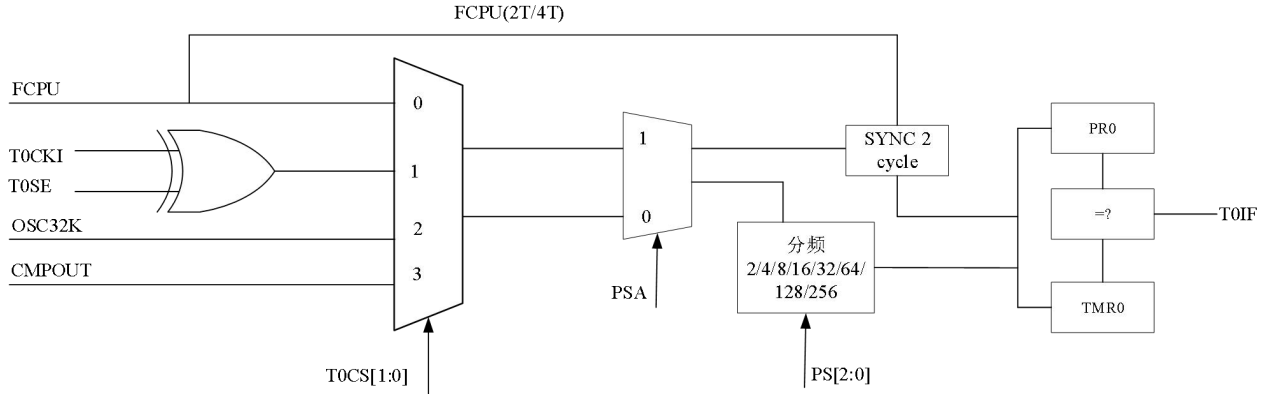 FCPU(2T/4T)
FCPU
0
T0CKI
T0SE
1
OSC32K
2
CMPOUT
3
T0CS[1:0]
1
0
PSA
SYNC 2
cycle
分频
2/4/8/16/32/64/
128/256
PS[2:0]
PR0
=?
T0IF
TMR0